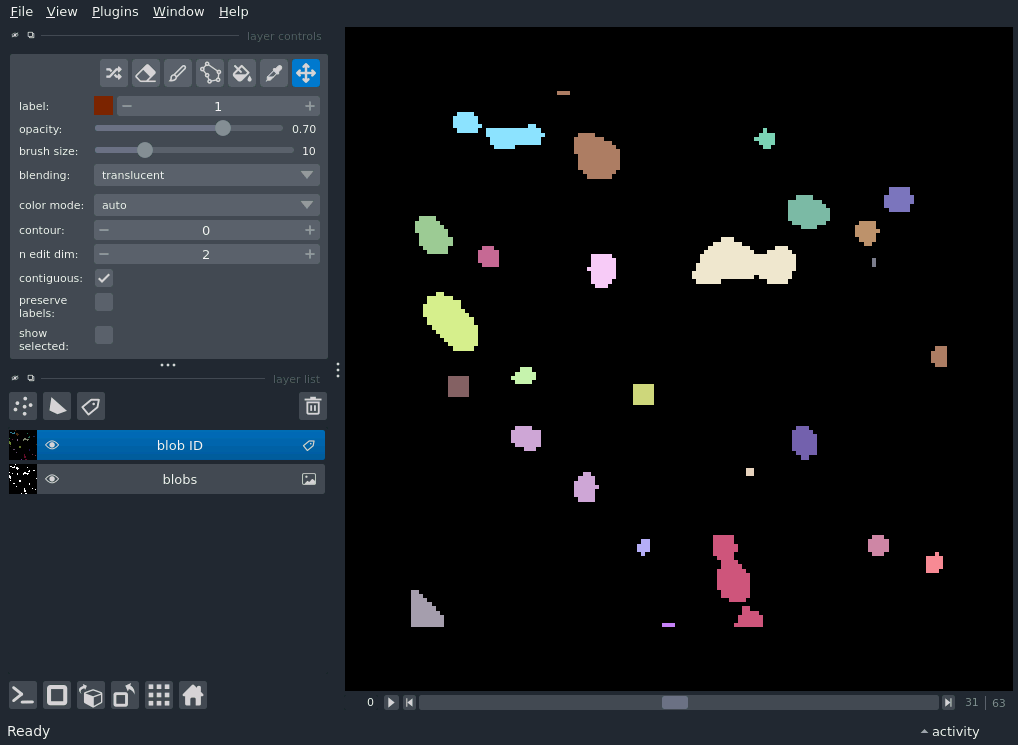 File View Plugins Window Help
layer controls
label: 1
opacity: 0.70
brush size: 10
blending: translucent
color mode: auto
contour: 0
n edit dim: 2
contiguous:
preserve
labels:
show
selected:
layer list
blob ID
blobs
0 31 | 63
Ready activity